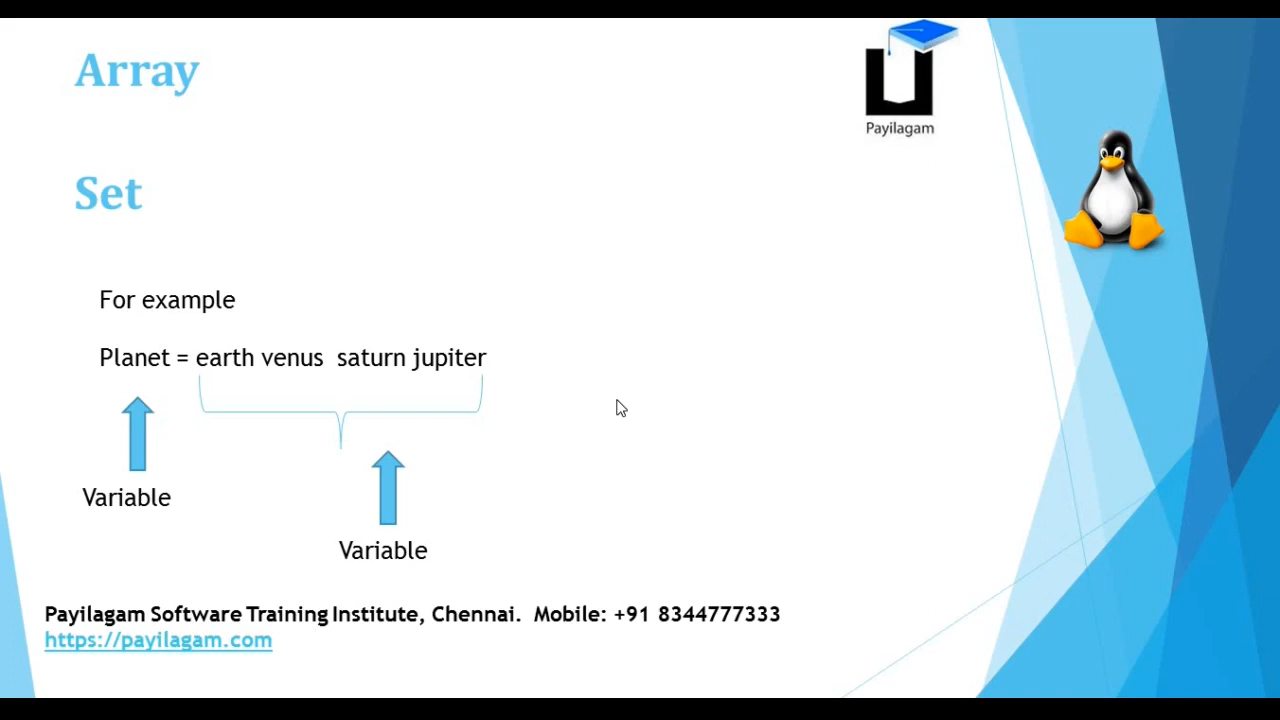 Array
Payilagam
Set
For example
Planet = earth venus  saturn jupiter
Variable
Variable
Payilagam Software Training Institute, Chennai.  Mobile: +91 8344777333
https://payilagam.com